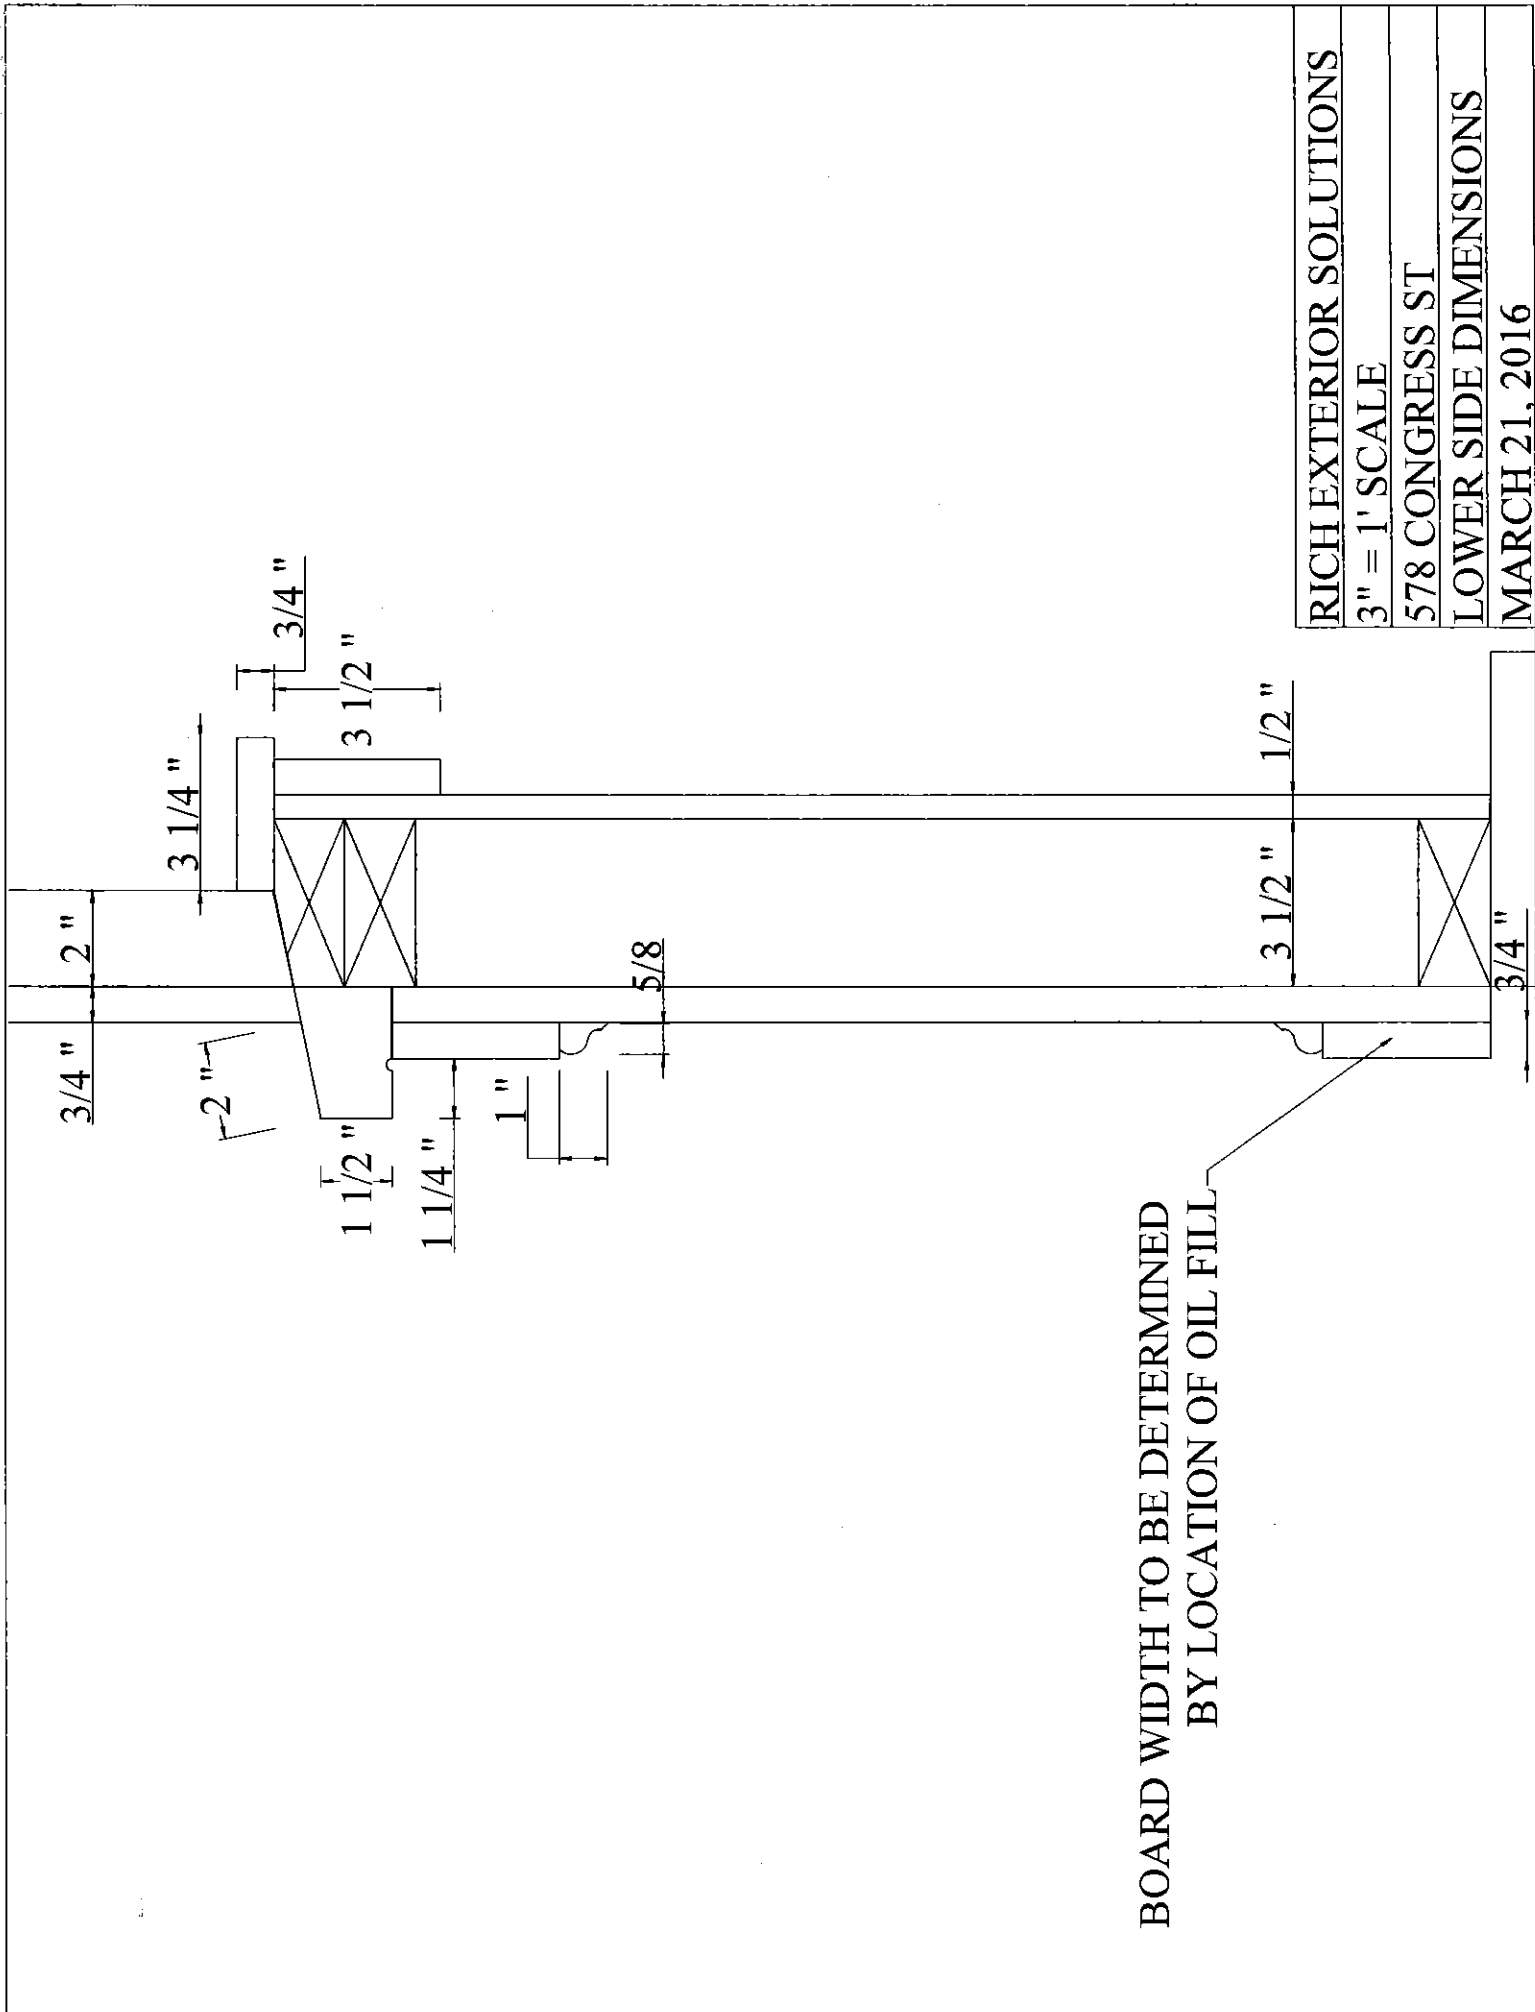 3/4 "
2 "
2 "
3 1/4 "
3/4 "
3 1/2 "
1 1/2 "
1 1/4 "
1 "
5/8
3 1/2 "
1/2 "
3/4 "
BOARD WIDTH TO BE DETERMINED
BY LOCATION OF OIL FILL
RICH EXTERIOR SOLUTIONS
3" = 1' SCALE
578 CONGRESS ST
LOWER SIDE DIMENSIONS
MARCH 21, 2016